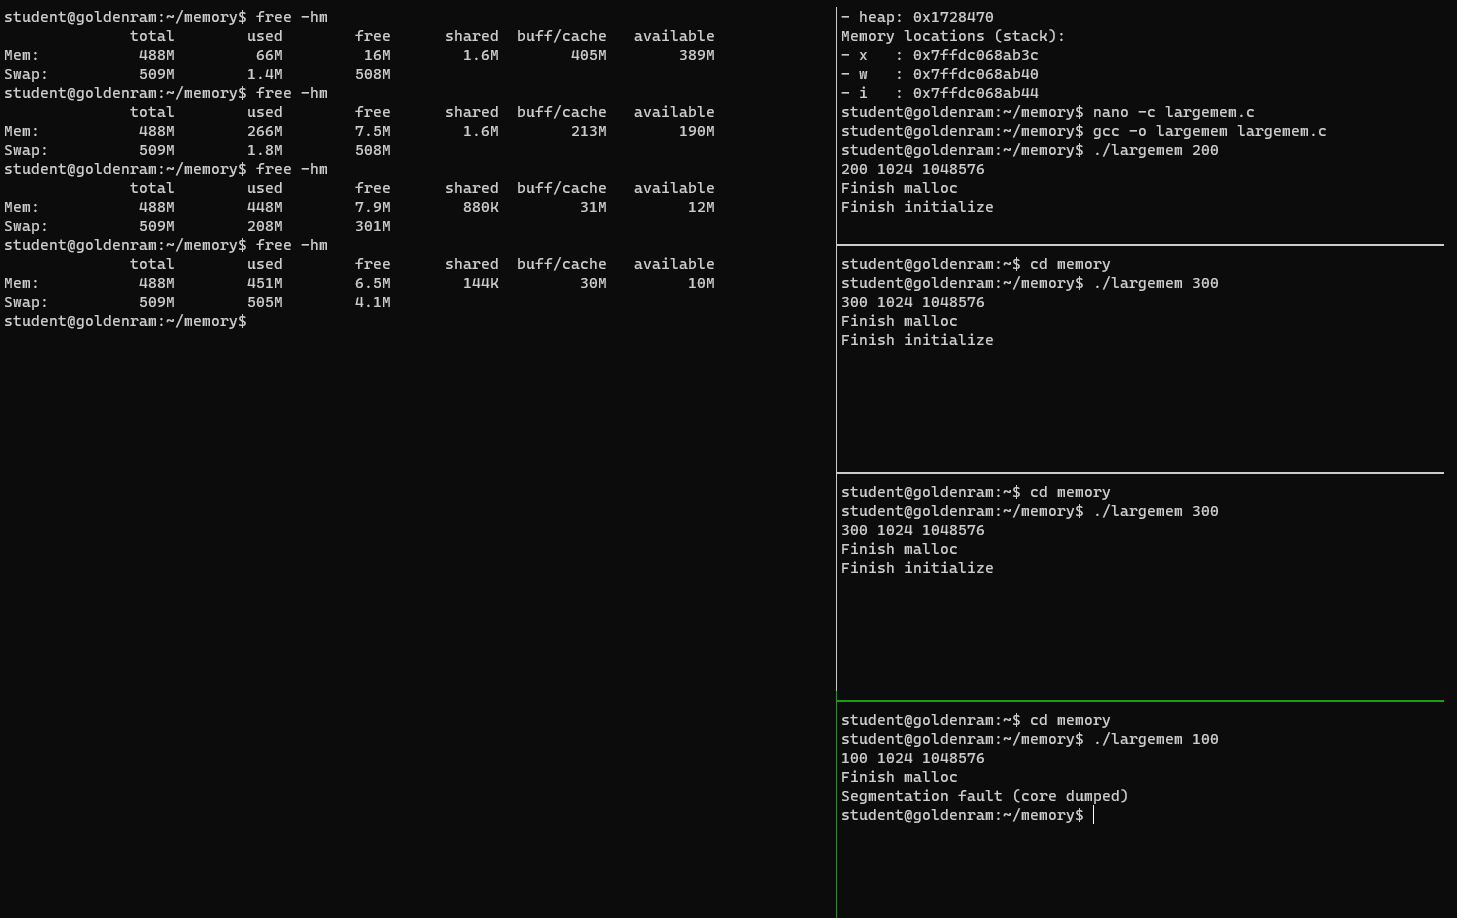 student@goldenram:~/memory$ free -hm
              total        used        free      shared  buff/cache   available
Mem:           488M         66M         16M        1.6M        405M        389M
Swap:          509M        1.4M        508M
student@goldenram:~/memory$ free -hm
              total        used        free      shared  buff/cache   available
Mem:           488M        266M        7.5M        1.6M        213M        190M
Swap:          509M        1.8M        508M
student@goldenram:~/memory$ free -hm
              total        used        free      shared  buff/cache   available
Mem:           488M        448M        7.9M        880K         31M         12M
Swap:          509M        208M        301M
student@goldenram:~/memory$ free -hm
              total        used        free      shared  buff/cache   available
Mem:           488M        451M        6.5M        144K         30M         10M
Swap:          509M        505M        4.1M
student@goldenram:~/memory$
- heap: 0x1728470
Memory locations (stack):
- x   : 0x7ffdc068ab3c
- w   : 0x7ffdc068ab40
- i   : 0x7ffdc068ab44
student@goldenram:~/memory$ nano -c largemem.c
student@goldenram:~/memory$ gcc -o largemem largemem.c
student@goldenram:~/memory$ ./largemem 200
200 1024 1048576
Finish malloc
Finish initialize
student@goldenram:~$ cd memory
student@goldenram:~/memory$ ./largemem 300
300 1024 1048576
Finish malloc
Finish initialize
student@goldenram:~$ cd memory
student@goldenram:~/memory$ ./largemem 300
300 1024 1048576
Finish malloc
Finish initialize
student@goldenram:~$ cd memory
student@goldenram:~/memory$ ./largemem 100
100 1024 1048576
Finish malloc
Segmentation fault (core dumped)
student@goldenram:~/memory$